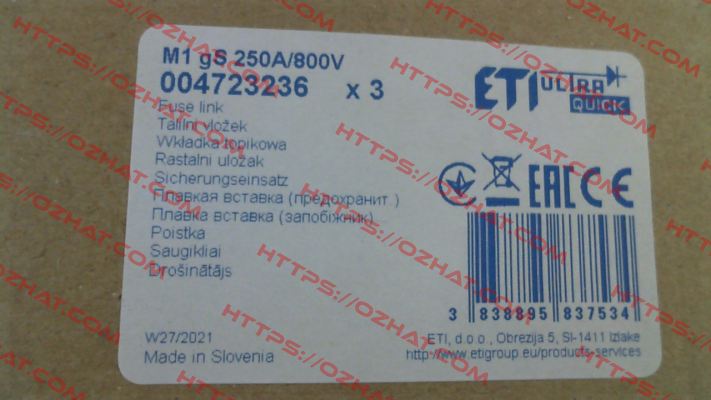 M1 gS 250A/800V
004723236 x 3
ETI ULTRA QUICK
Fuse link
Talilni vložek
Wkładka topikowa
Rastalni uložak
Sicherungseinsatz
Плавкая вставка (предохранит.)
Плавка вставка (запобіжник)
Poistka
Saugikliai
Drošinātājs
EAC CE
3 838895 837534
W27/2021
Made in Slovenia
ETI, d.o.o., Obrezija 5, SI-1411 Izlake
http://www.etigroup.eu/products-services
HTTPS://OZHAT.COM